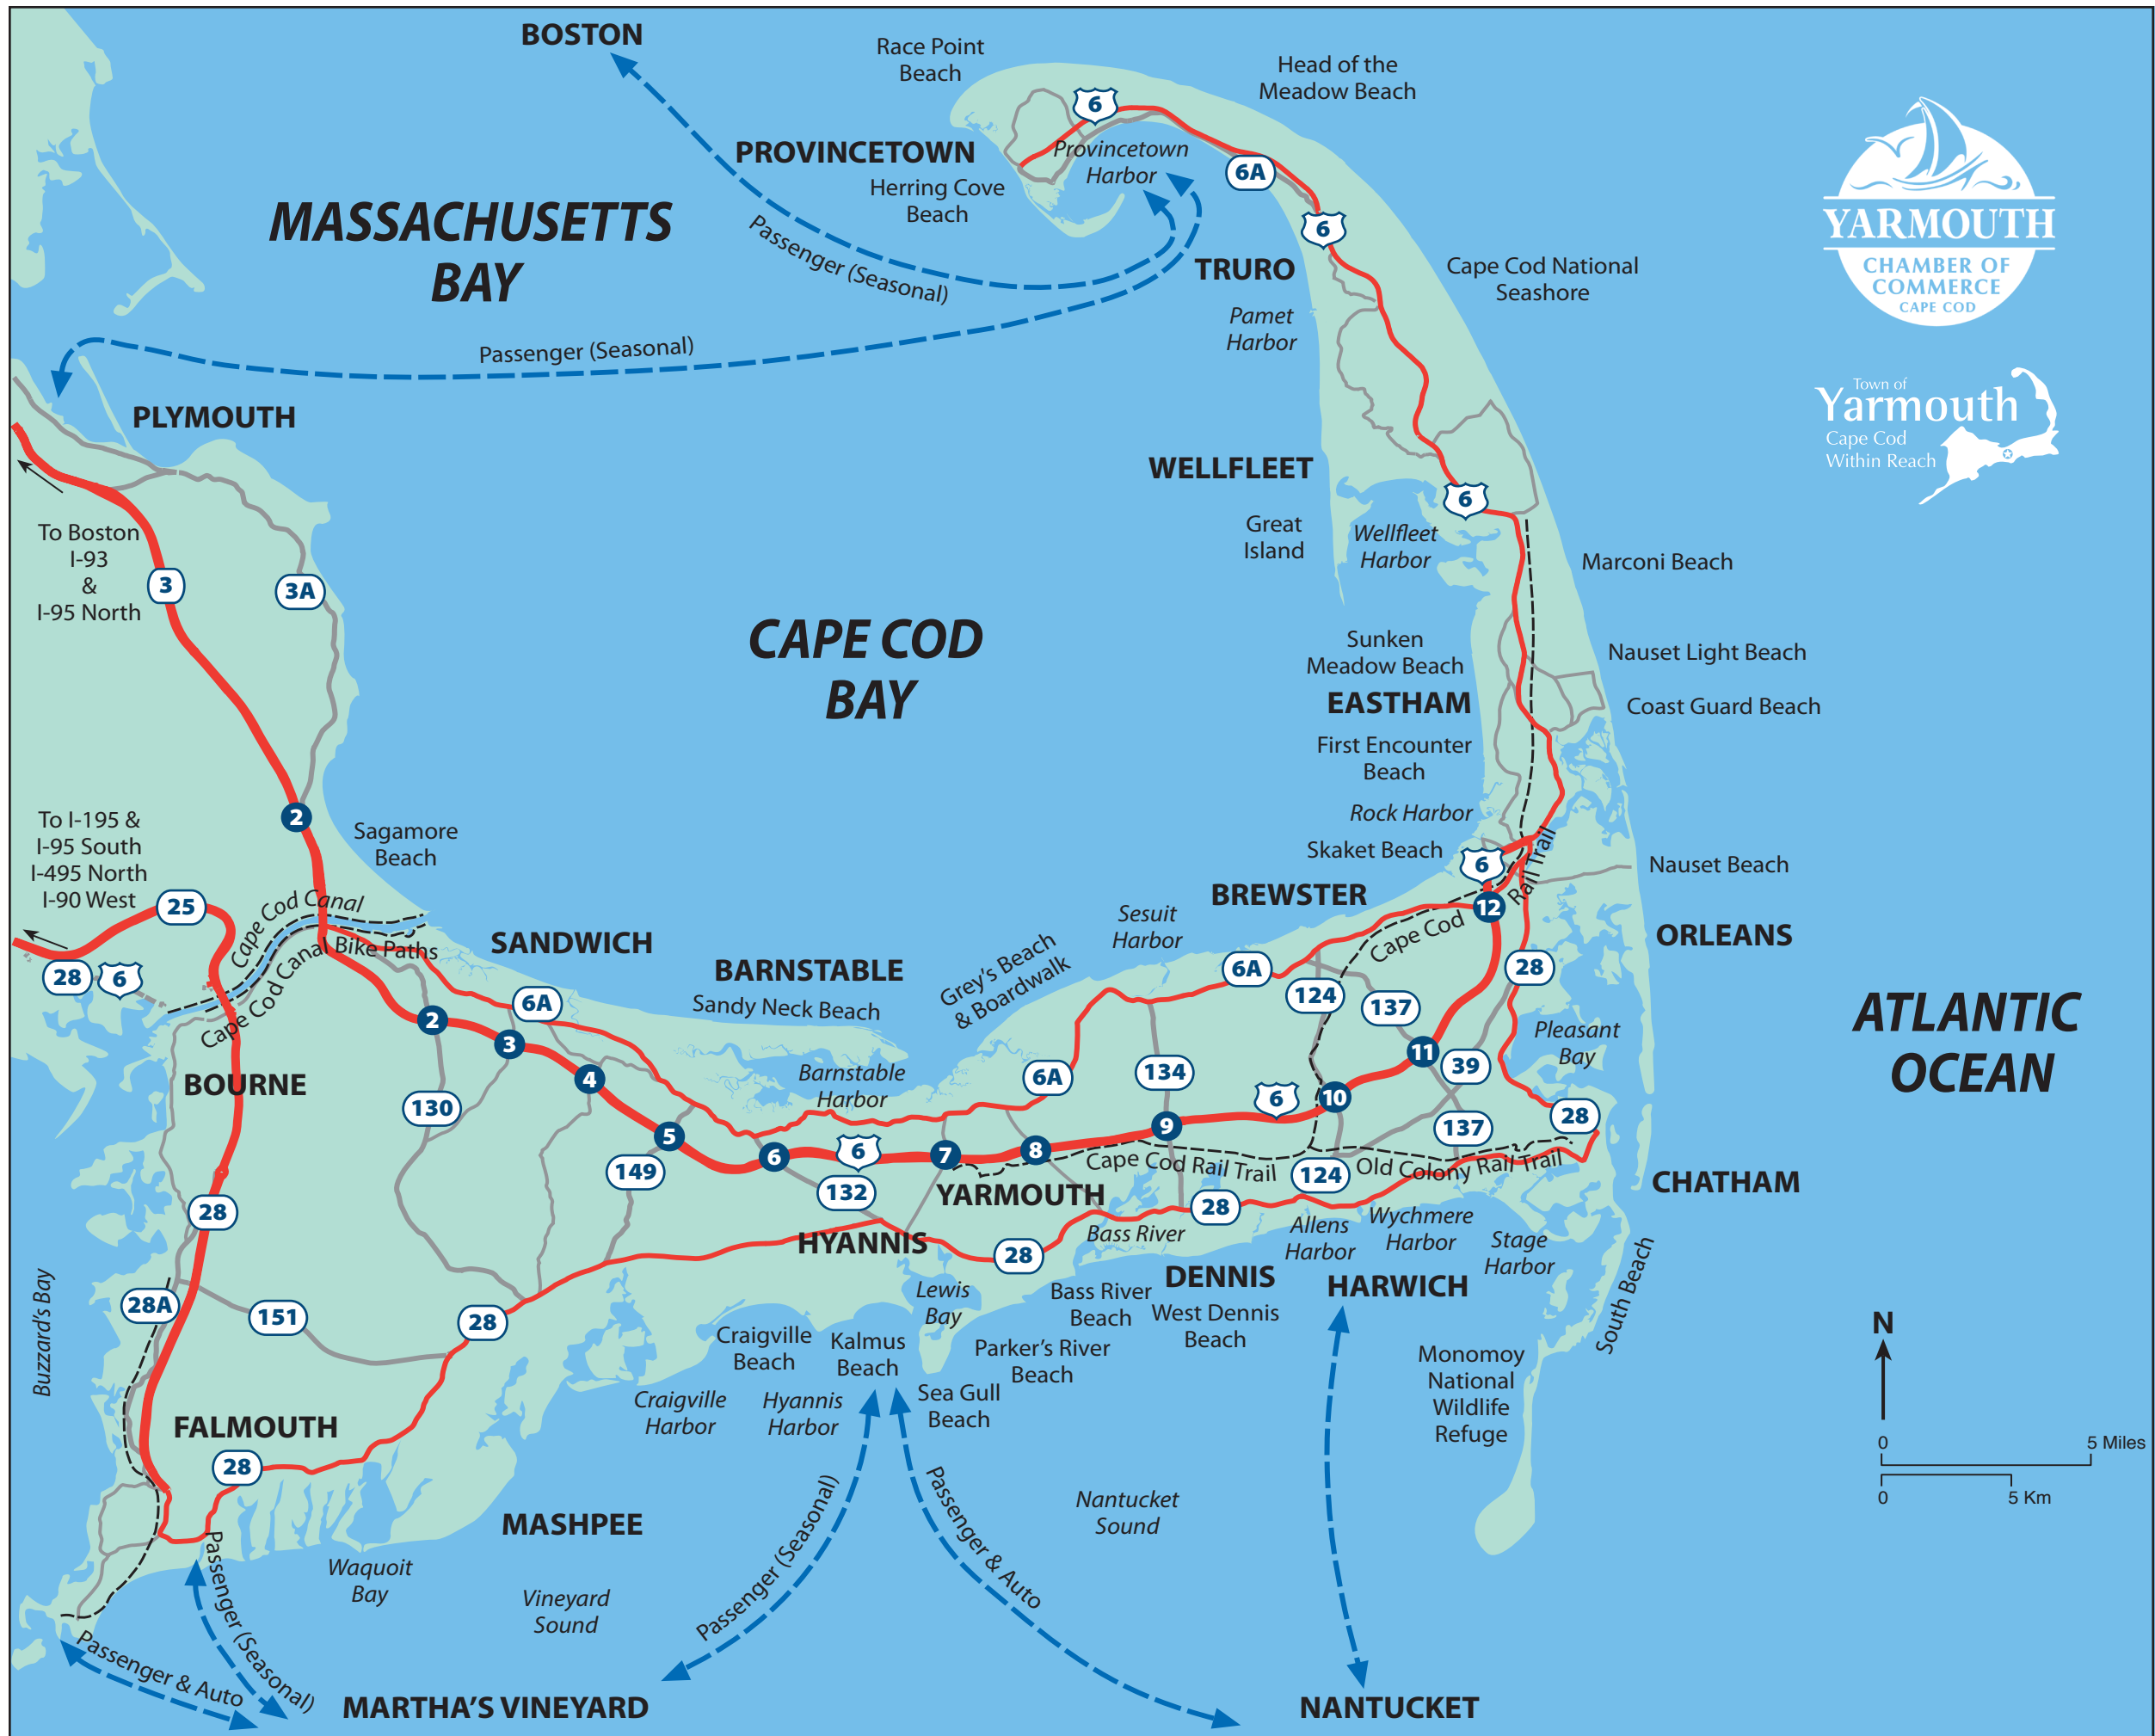 BOSTON
Race Point
Beach
Head of the
Meadow Beach
6
PROVINCETOWN
Provincetown
Harbor
6A
Herring Cove
Beach
6
MASSACHUSETTS
BAY
Passenger (Seasonal)
TRURO
Cape Cod National
Seashore
YARMOUTH
CHAMBER OF
COMMERCE
CAPE COD
Pamet
Harbor
Passenger (Seasonal)
Town of
Yarmouth
Cape Cod
Within Reach
PLYMOUTH
WELLFLEET
6
To Boston
I-93
&
I-95 North
3
3A
Great
Island
Wellfleet
Harbor
Marconi Beach
CAPE COD
BAY
Sunken
Meadow Beach
Nauset Light Beach
EASTHAM
Coast Guard Beach
First Encounter
Beach
Rock Harbor
2
Sagamore
Beach
To I-195 &
I-95 South
I-495 North
I-90 West
25
Skaket Beach
6
Nauset Beach
BREWSTER
12
Cape Cod
Rail Trail
Cape Cod Canal
Cape Cod Canal Bike Paths
SANDWICH
Sesuit
Harbor
ORLEANS
28
6
BARNSTABLE
Sandy Neck Beach
Grey's Beach
& Boardwalk
6A
28
124
137
6A
2
3
ATLANTIC
OCEAN
Pleasant
Bay
11
39
4
BOURNE
130
Barnstable
Harbor
6A
134
6
10
28
137
5
6
6
7
8
9
149
132
YARMOUTH
Cape Cod Rail Trail
124
Old Colony Rail Trail
CHATHAM
28
HYANNIS
28
Bass River
28
Allens
Harbor
Wychmere
Harbor
Stage
Harbor
South Beach
Buzzard's Bay
28A
151
28
Lewis
Bay
Bass River
Beach
DENNIS
West Dennis
Beach
HARWICH
Craigville
Beach
Kalmus
Beach
Parker's River
Beach
Monomoy
National
Wildlife
Refuge
N
Craigville
Harbor
Hyannis
Harbor
Sea Gull
Beach
FALMOUTH
28
0
5 Miles
0
5 Km
Passenger (Seasonal)
Passenger & Auto
Nantucket
Sound
MASHPEE
Waquoit
Bay
Vineyard
Sound
Passenger (Seasonal)
Passenger & Auto
MARTHA'S VINEYARD
NANTUCKET